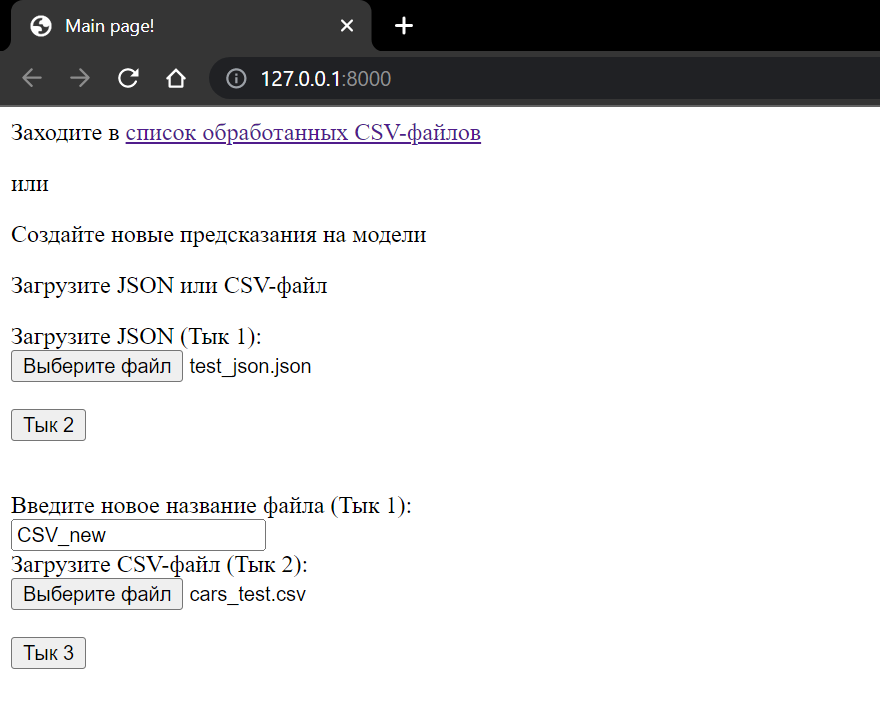 Main page!
127.0.0.1:8000
Заходите в список обработанных CSV-файлов
или
Создайте новые предсказания на модели
Загрузите JSON или CSV-файл
Загрузите JSON (Тык 1):
Выберите файл test_json.json
Тык 2
Введите новое название файла (Тык 1):
CSV_new
Загрузите CSV-файл (Тык 2):
Выберите файл cars_test.csv
Тык 3